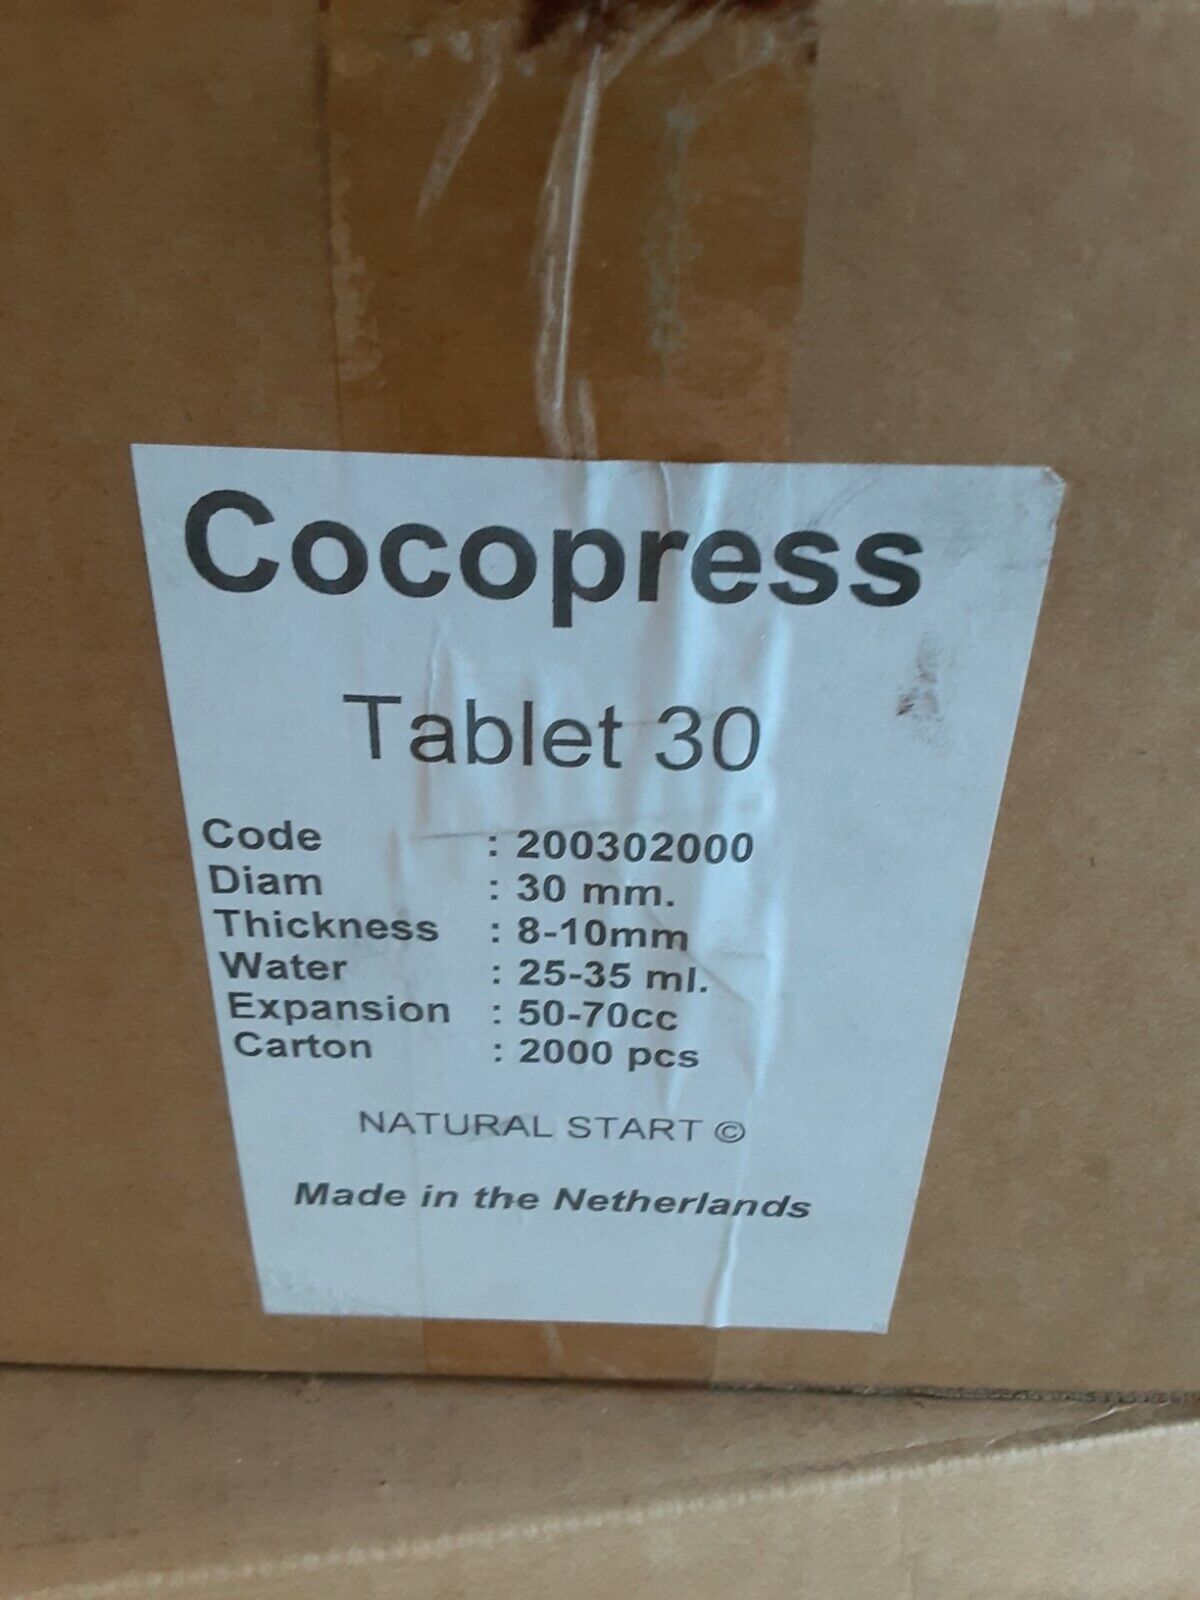 Cocopress
Tablet 30
Code : 200302000
Diam : 30 mm.
Thickness : 8-10mm
Water : 25-35 ml.
Expansion : 50-70cc
Carton : 2000 pcs
NATURAL START ©
Made in the Netherlands